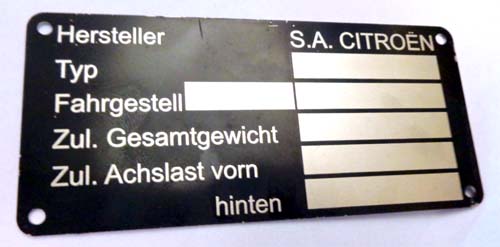 Hersteller S.A. CITROËN
Typ
Fahrgestell
Zul. Gesamtgewicht
Zul. Achslast vorn
hinten